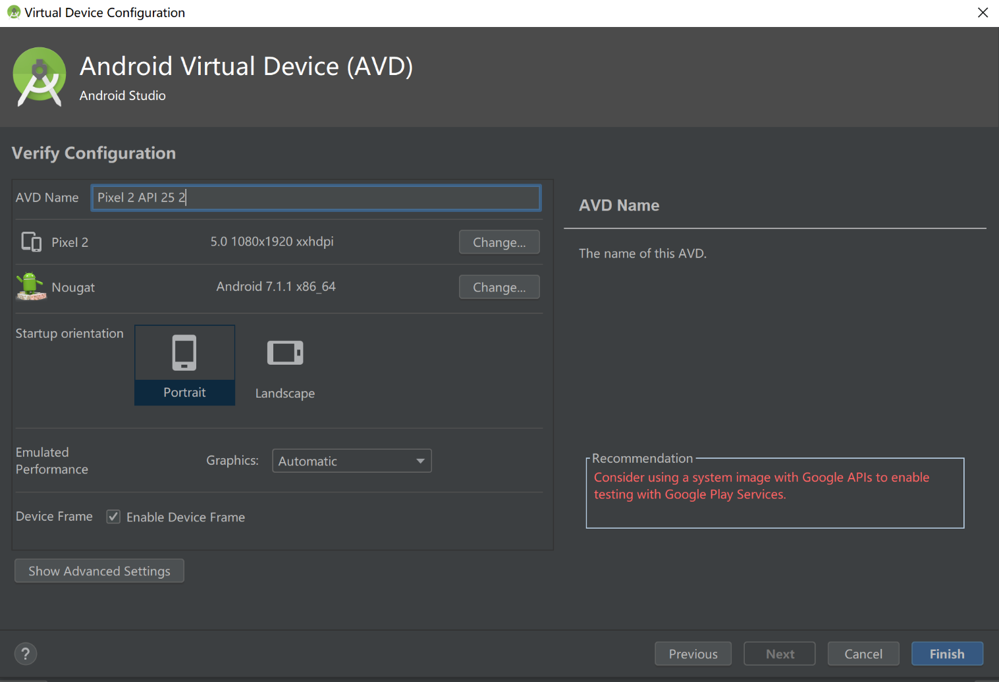 Virtual Device Configuration
Android Virtual Device (AVD)
Android Studio
Verify Configuration
AVD Name
Pixel 2 API 25 2
Pixel 2
5.0 1080x1920 xxhdpi
Change...
Nougat
Android 7.1.1 x86_64
Change...
Startup orientation
Portrait
Landscape
Emulated
Performance
Graphics:
Automatic
Device Frame
Enable Device Frame
Show Advanced Settings
AVD Name
The name of this AVD.
Recommendation
Consider using a system image with Google APIs to enable
testing with Google Play Services.
?
Previous
Next
Cancel
Finish